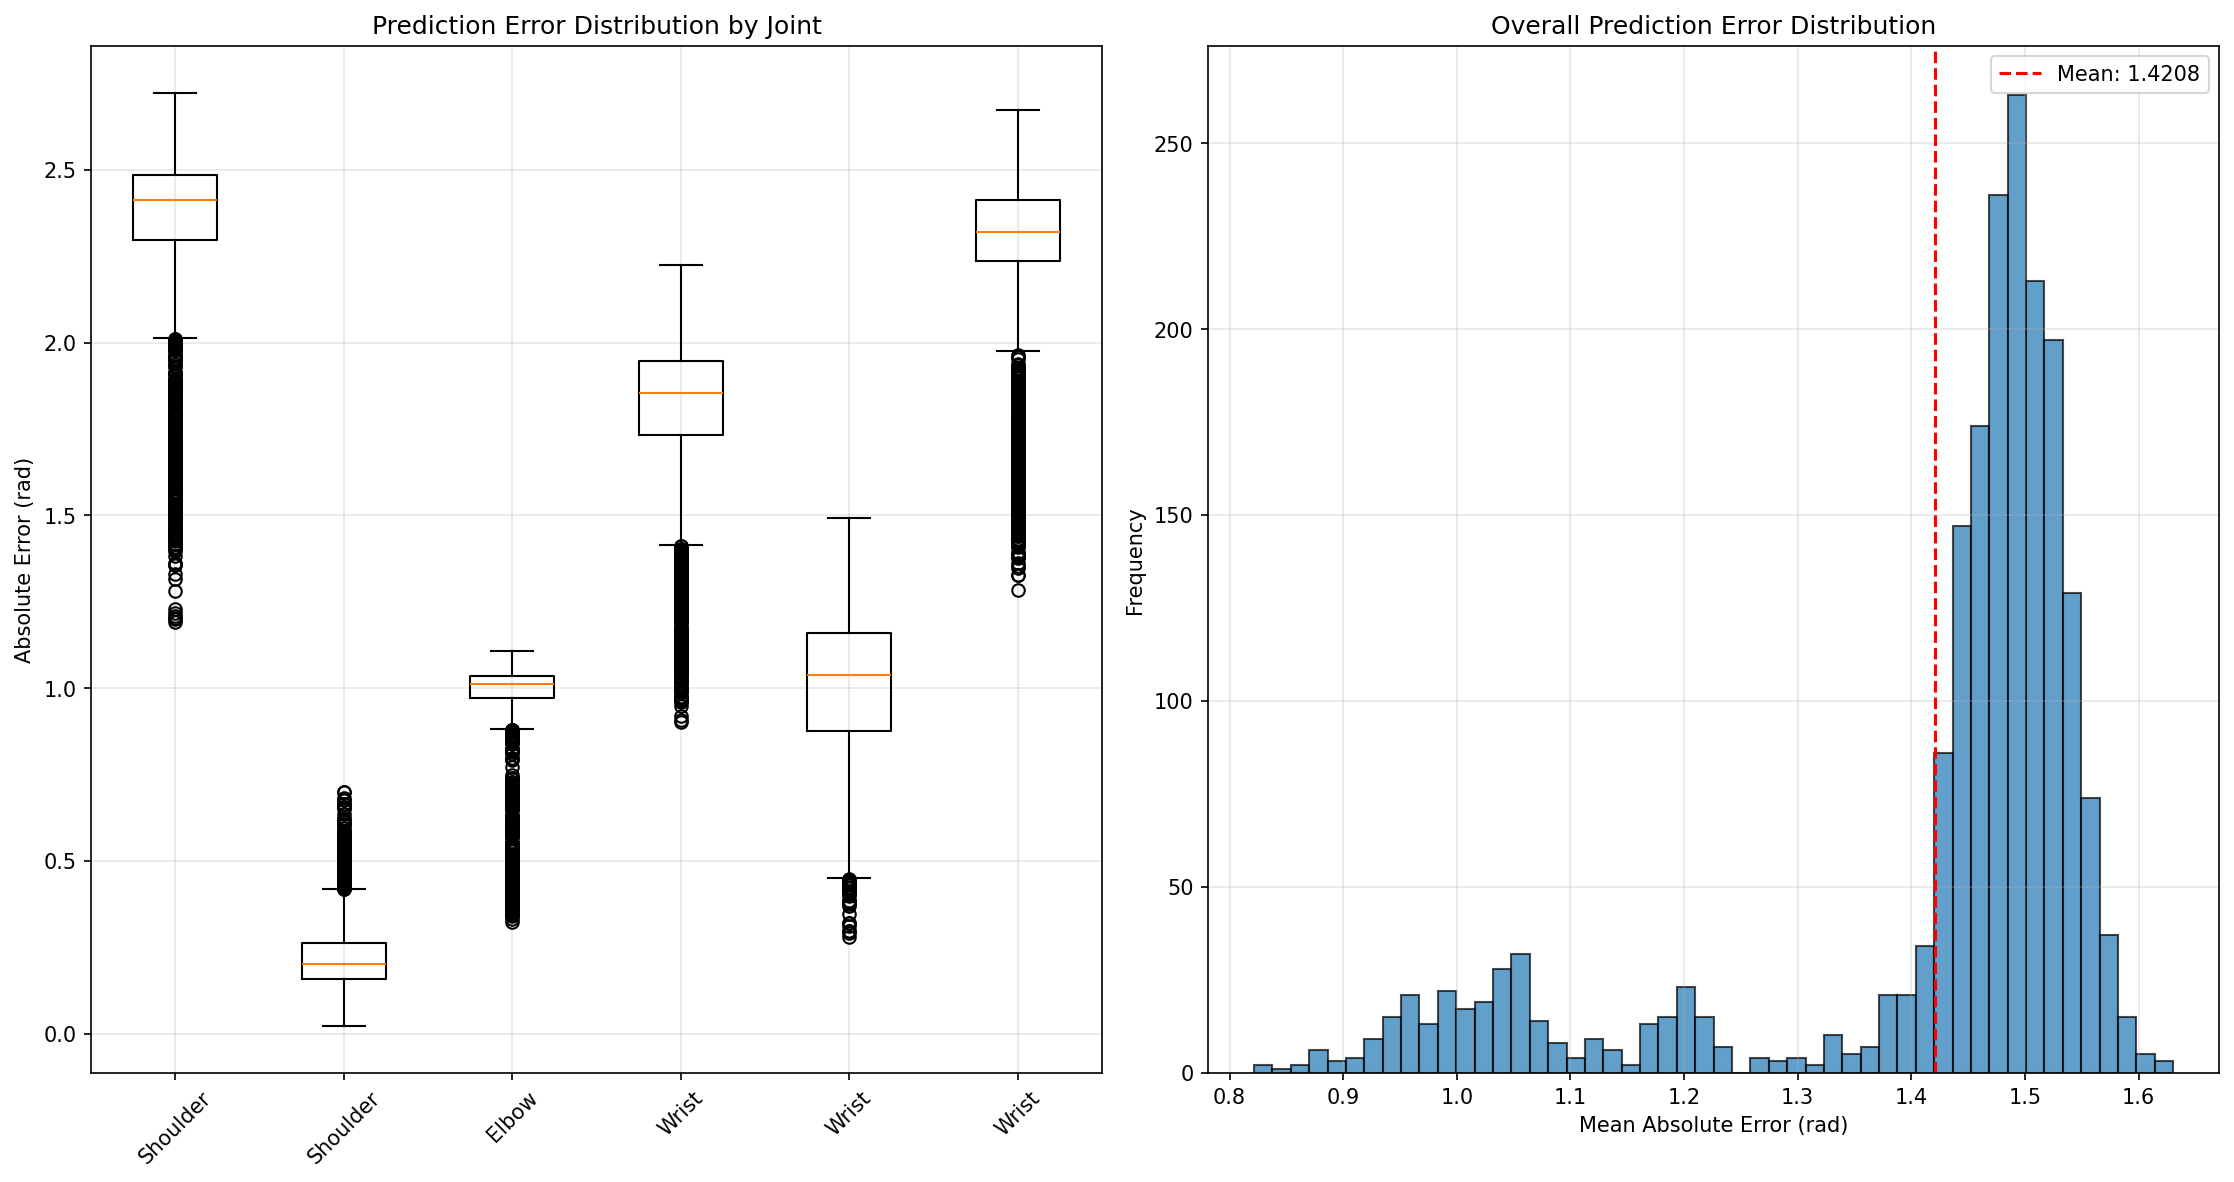 Prediction Error Distribution by Joint
Absolute Error (rad)
2.5
2.0
1.5
1.0
0.5
0.0
Shoulder
Shoulder
Elbow
Wrist
Wrist
Wrist
Overall Prediction Error Distribution
Mean: 1.4208
Frequency
250
200
150
100
50
0
0.8 0.9 1.0 1.1 1.2 1.3 1.4 1.5 1.6
Mean Absolute Error (rad)